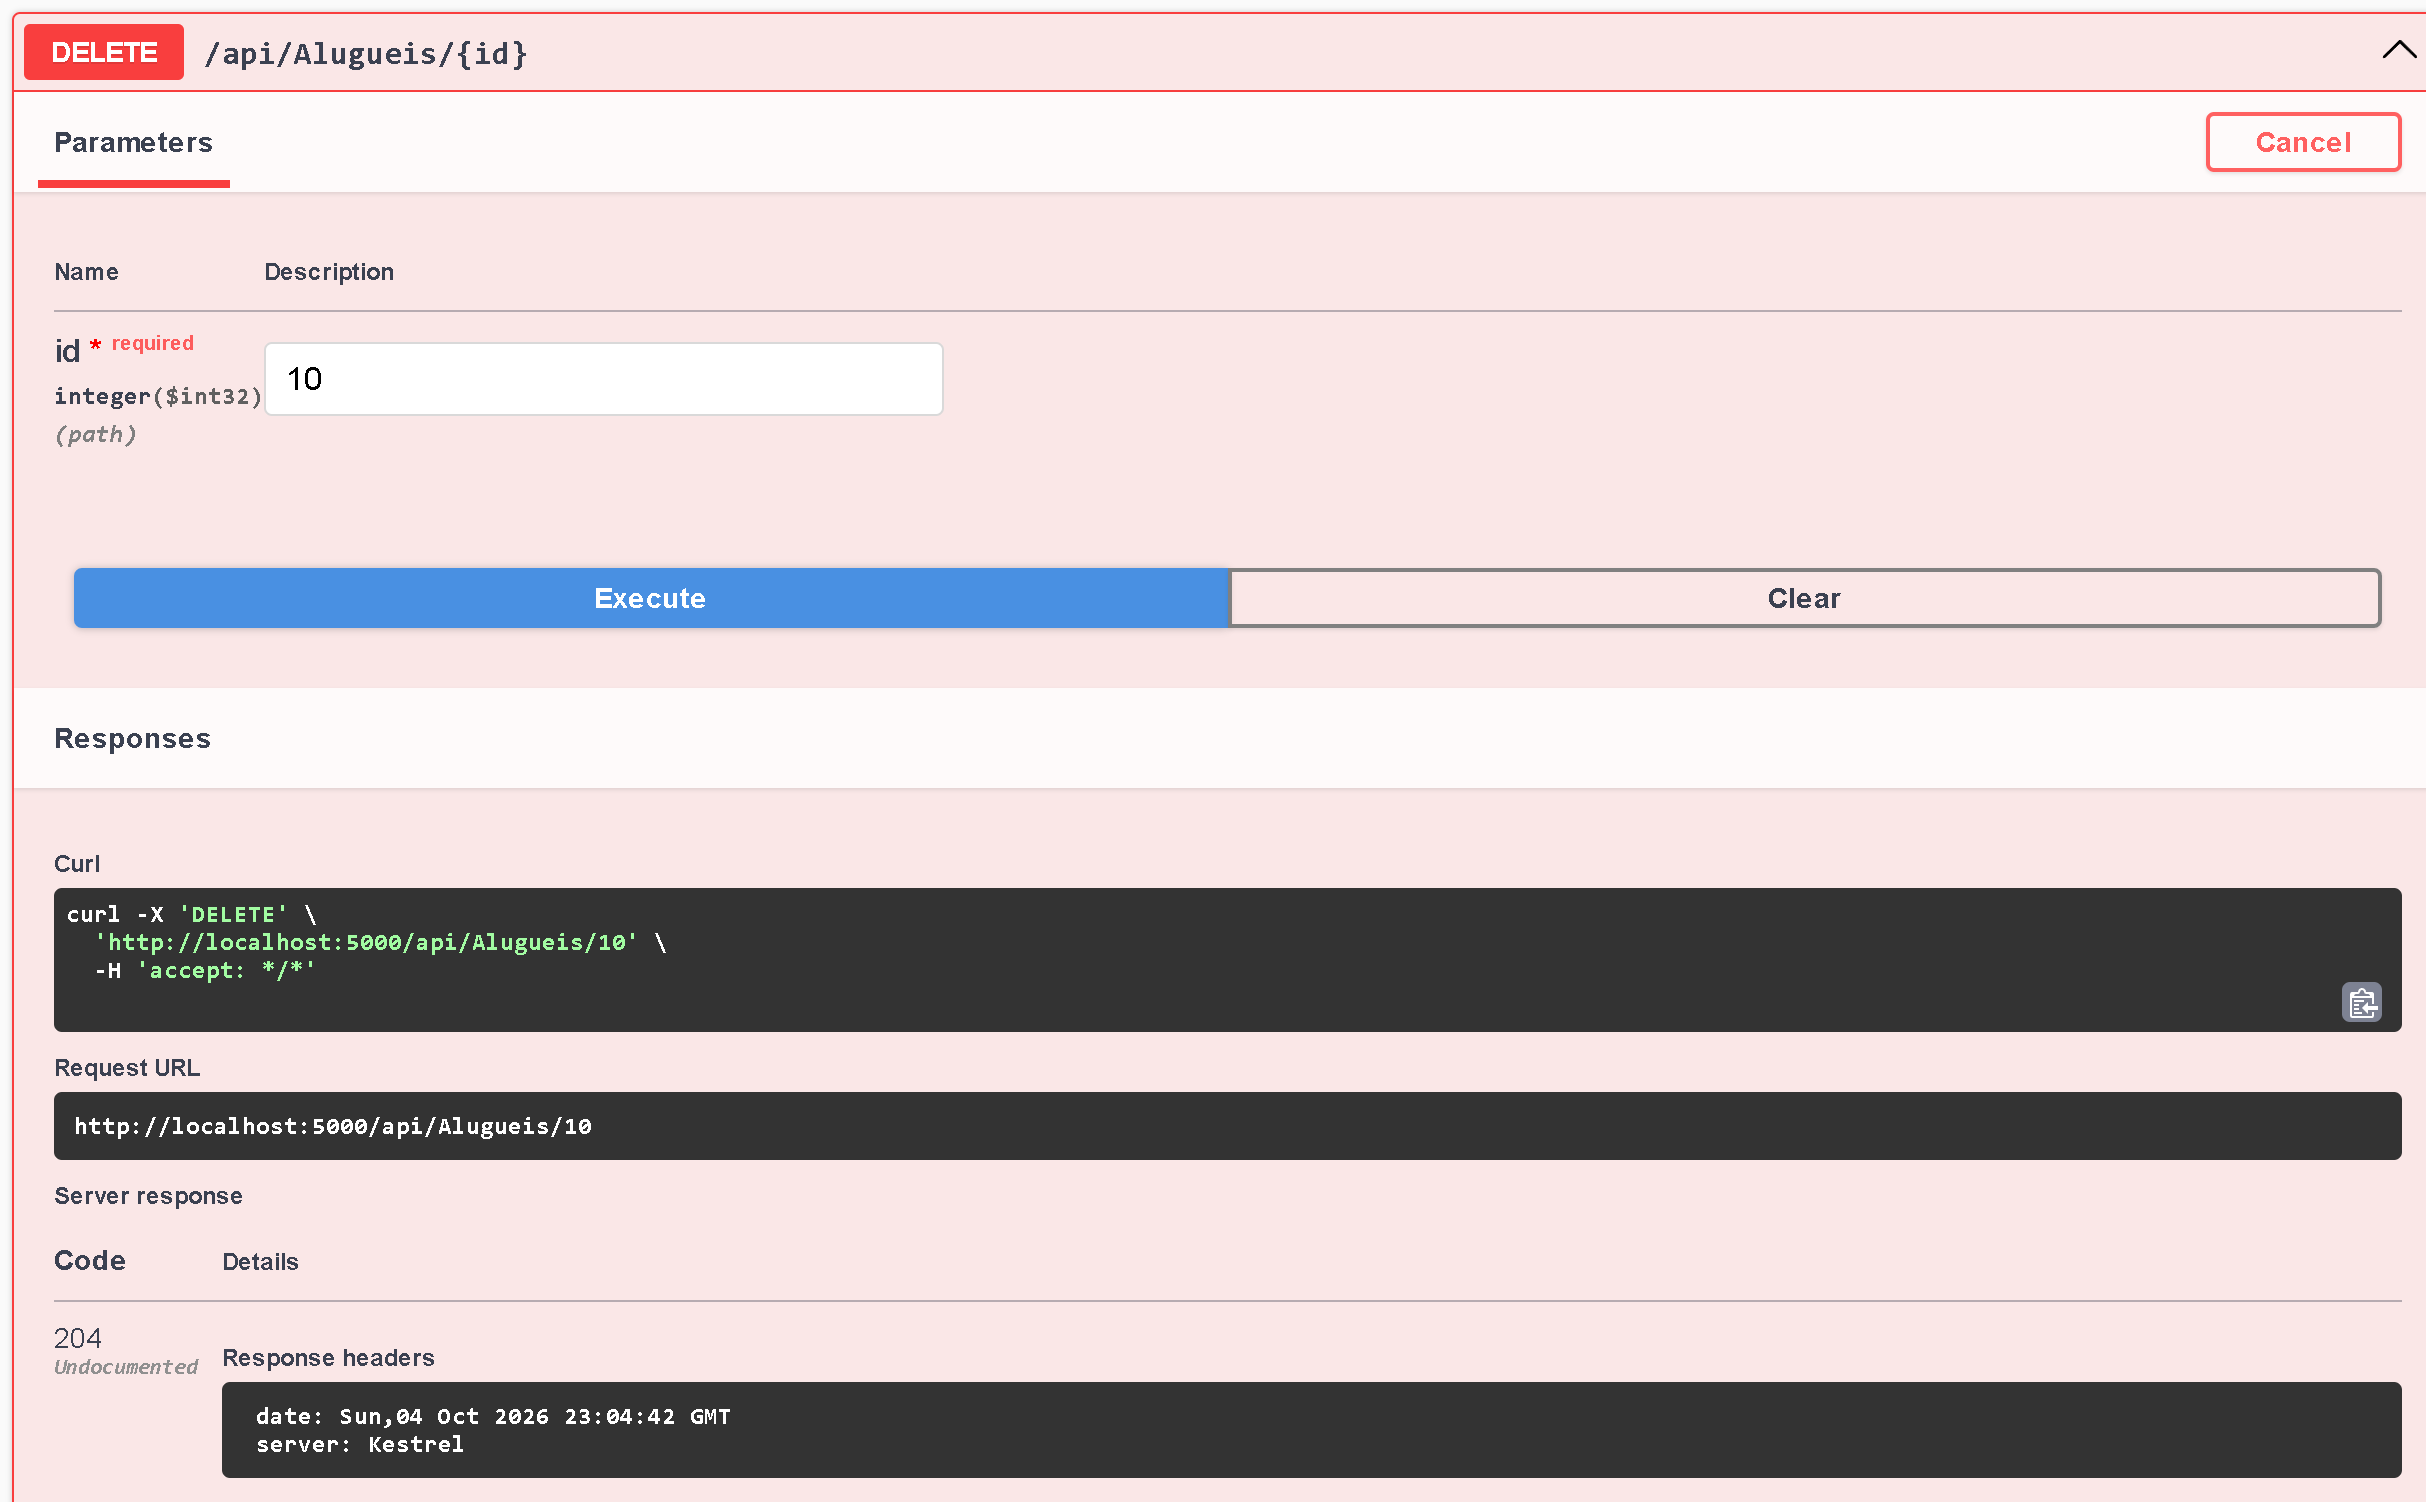 DELETE /api/Alugueis/{id}
Parameters
Cancel
Name Description
id * required
integer($int32)
(path)
10
Execute Clear
Responses
Curl
curl -X 'DELETE' \
'http://localhost:5000/api/Alugueis/10' \
-H 'accept: */*'
Request URL
http://localhost:5000/api/Alugueis/10
Server response
Code Details
204
Undocumented
Response headers
date: Sun,04 Oct 2026 23:04:42 GMT
server: Kestrel